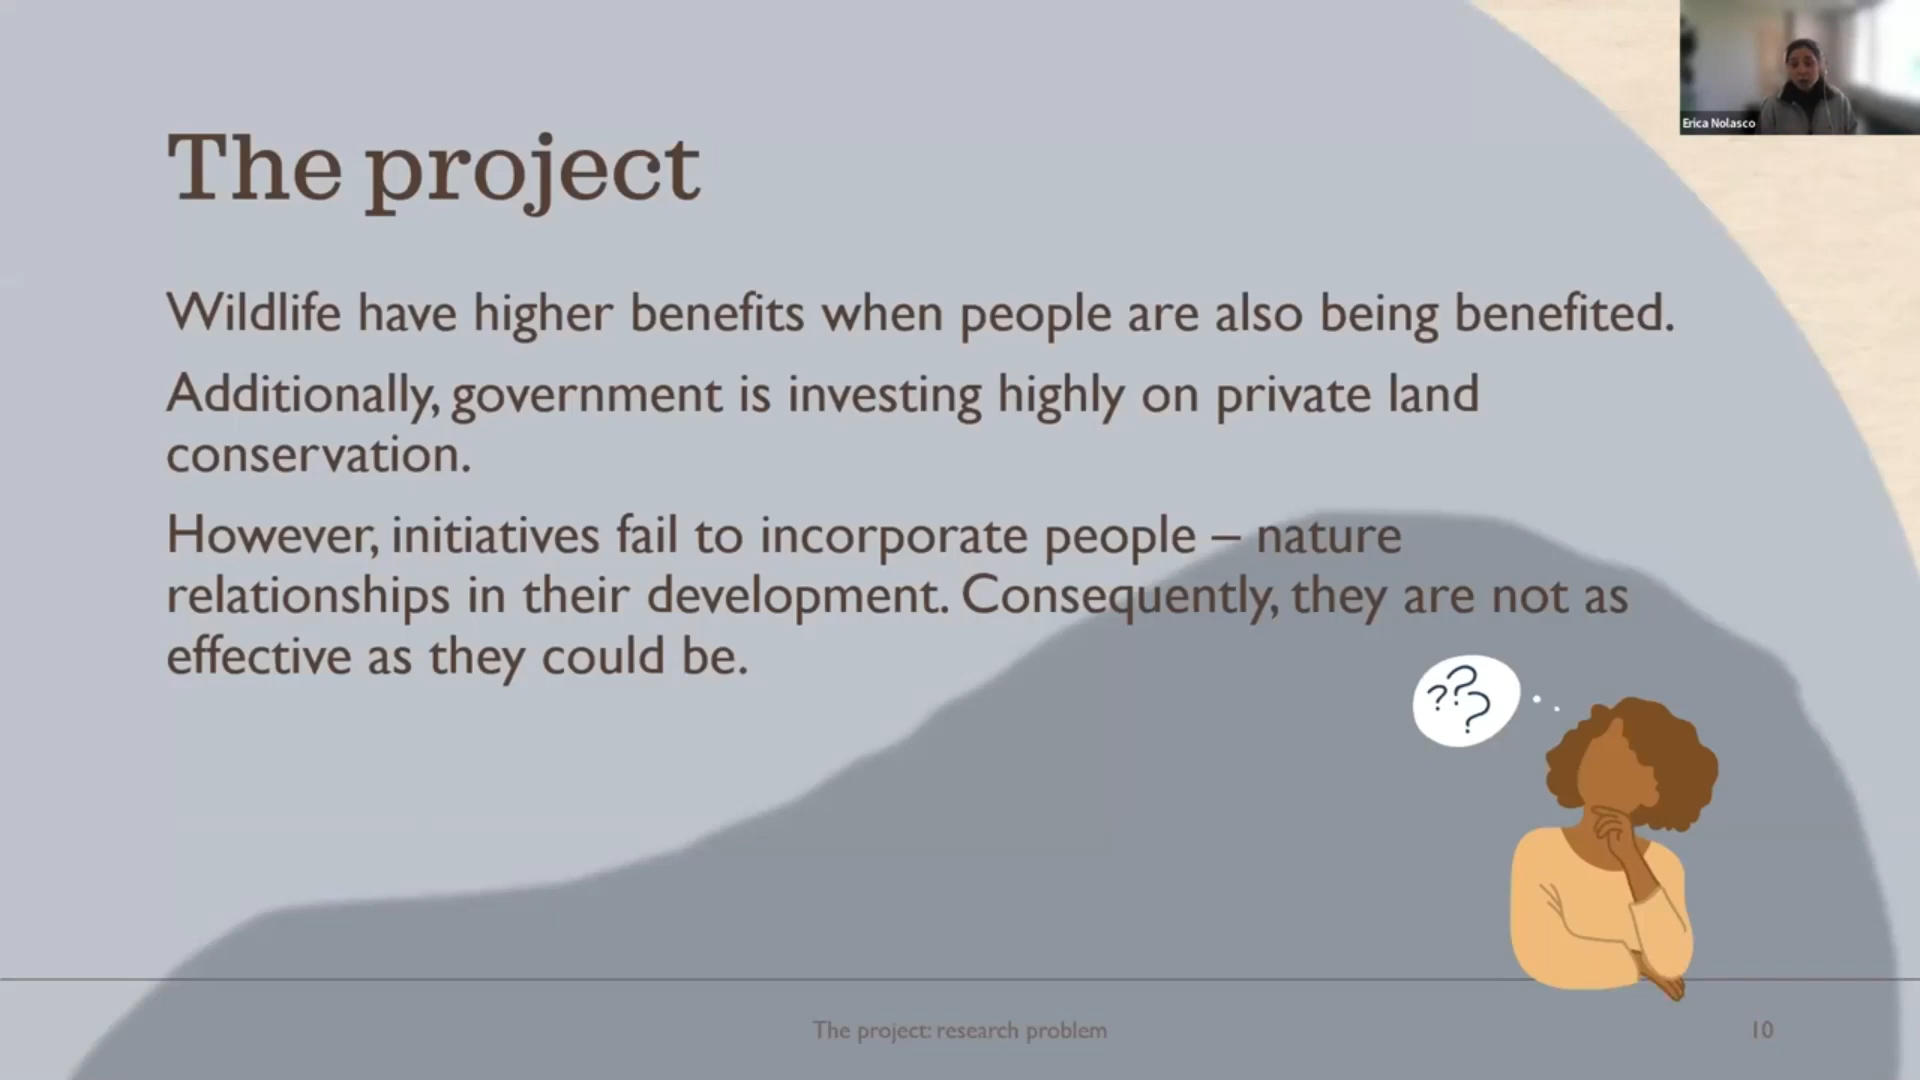 Erica Nolasco
The project
Wildlife have higher benefits when people are also being benefited.
Additionally, government is investing highly on private land
conservation.
However, initiatives fail to incorporate people – nature
relationships in their development. Consequently, they are not as
effective as they could be.
???
The project: research problem
10